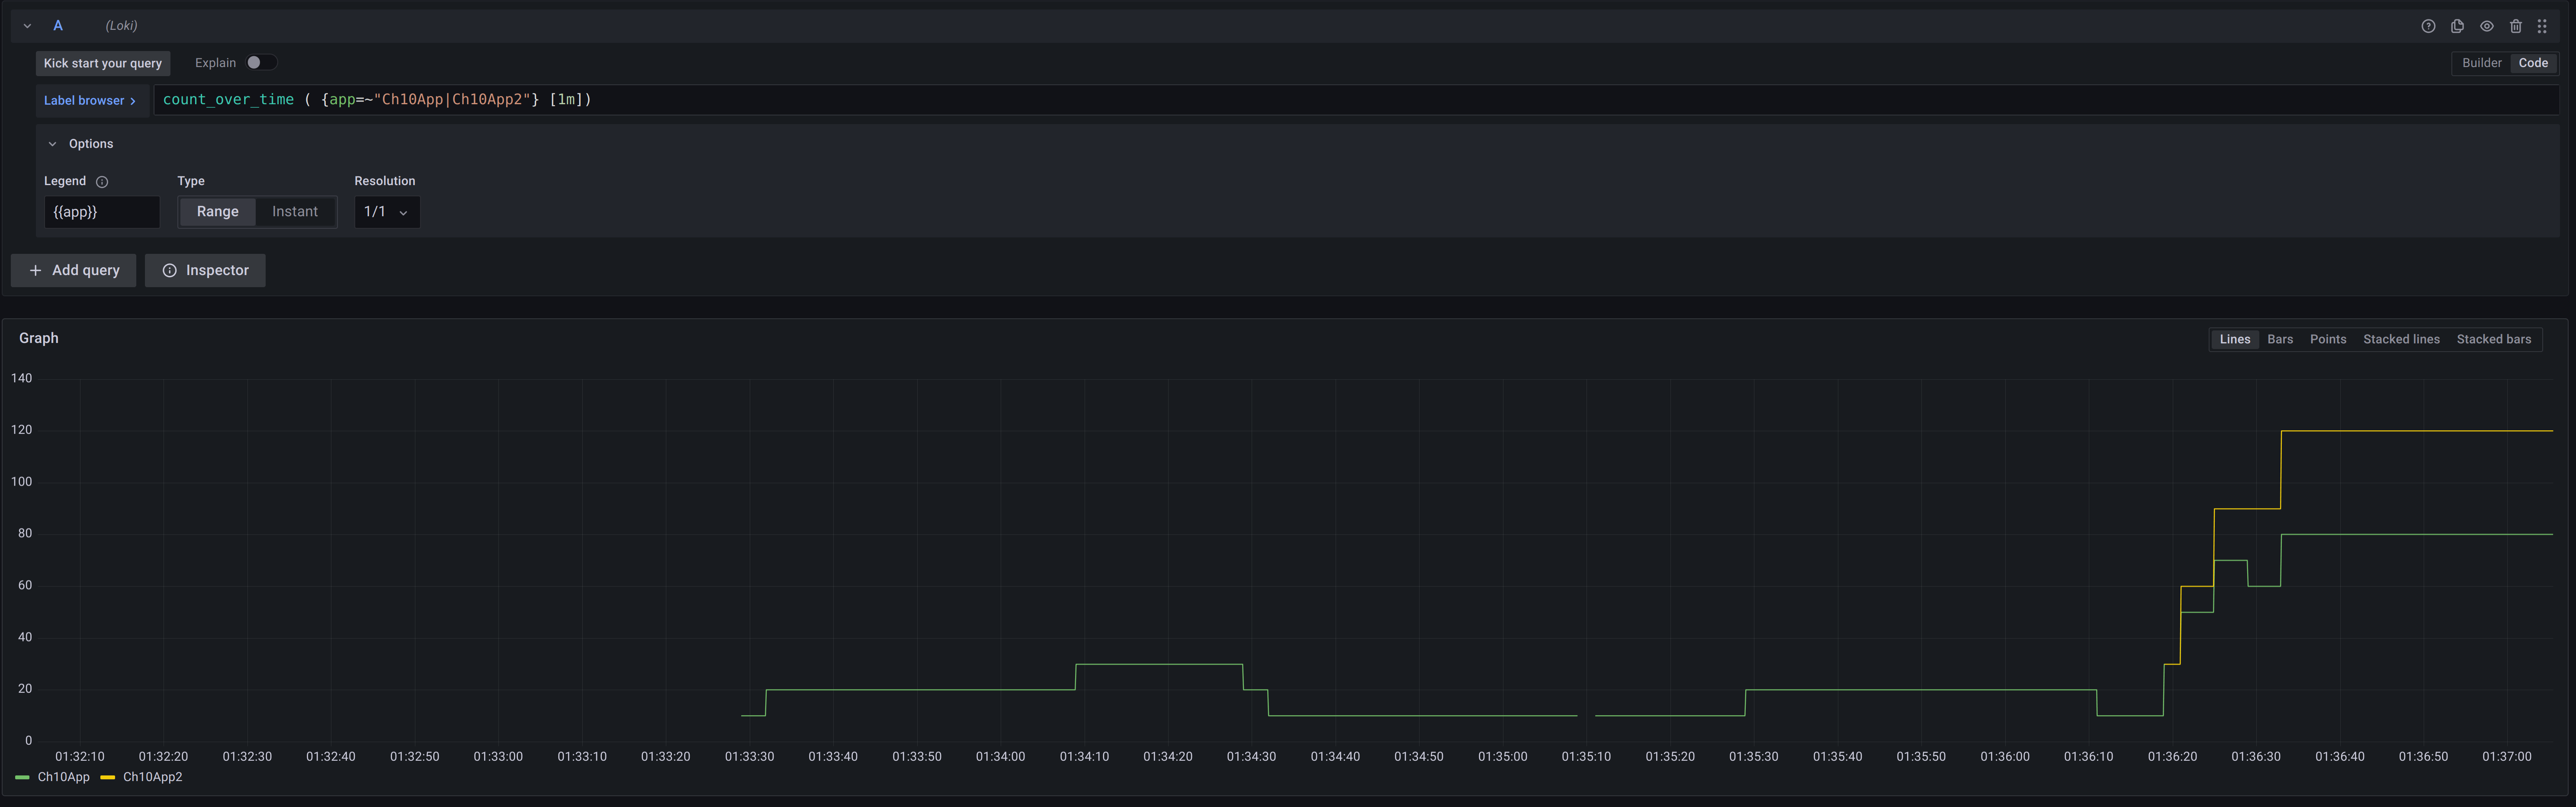 A (Loki)
Kick start your query Explain Builder Code
Label browser > count_over_time ( {app=~"Ch10App|Ch10App2"} [1m])
Options
Legend Type Resolution
{{app}} Range Instant 1/1
+ Add query Inspector
Graph Lines Bars Points Stacked lines Stacked bars
140
120
100
80
60
40
20
0
01:32:10 01:32:20 01:32:30 01:32:40 01:32:50 01:33:00 01:33:10 01:33:20 01:33:30 01:33:40 01:33:50 01:34:00 01:34:10 01:34:20 01:34:30 01:34:40 01:34:50 01:35:00 01:35:10 01:35:20 01:35:30 01:35:40 01:35:50 01:36:00 01:36:10 01:36:20 01:36:30 01:36:40 01:36:50 01:37:00
Ch10App Ch10App2